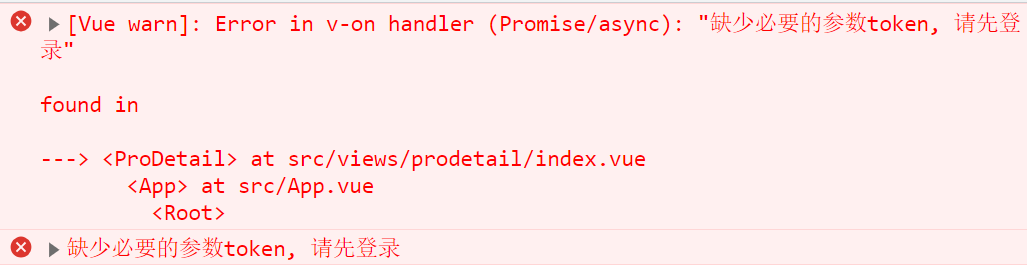 ▶[Vue warn]: Error in v-on handler (Promise/async): "缺少必要的参数token, 请先登
录"
found in
---> <ProDetail> at src/views/prodetail/index.vue
<App> at src/App.vue
<Root>
▶缺少必要的参数token, 请先登录